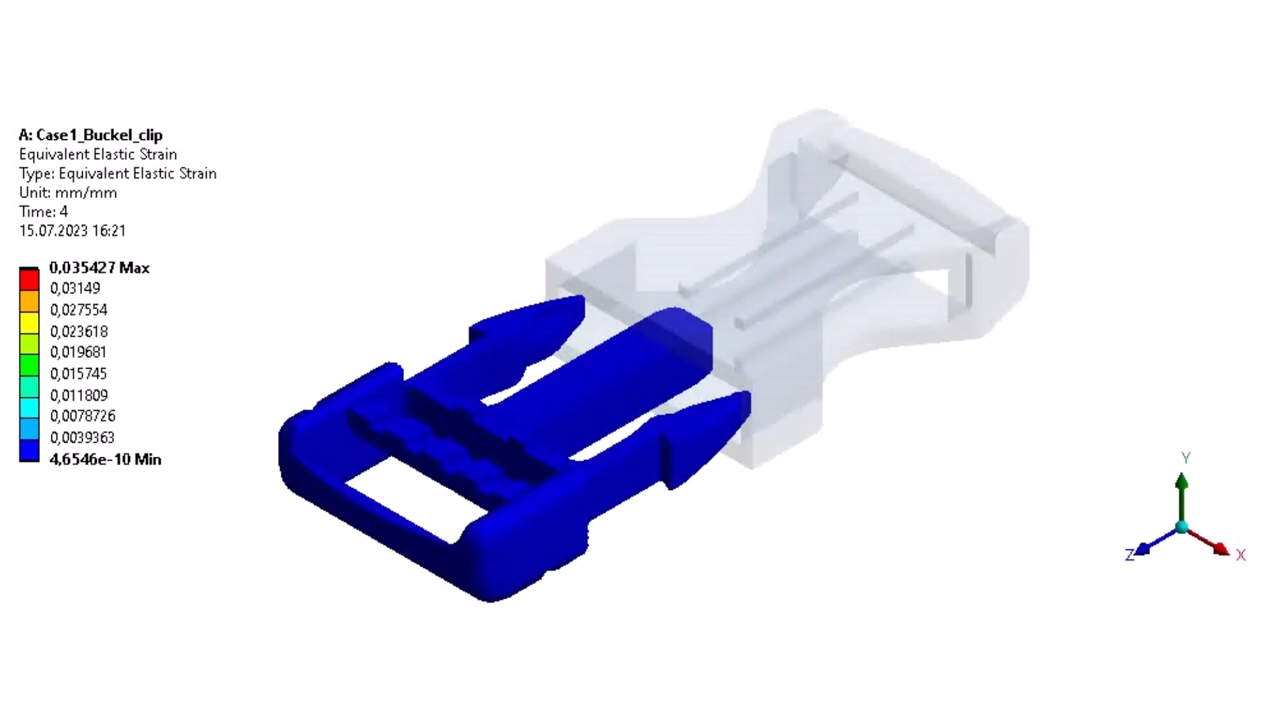 A: Case1_Buckel_clip
Equivalent Elastic Strain
Type: Equivalent Elastic Strain
Unit: mm/mm
Time: 4
15.07.2023 16:21
0,035427 Max
0,03149
0,027554
0,023618
0,019681
0,015745
0,011809
0,0078726
0,0039363
4,6546e-10 Min
Y
Z
X